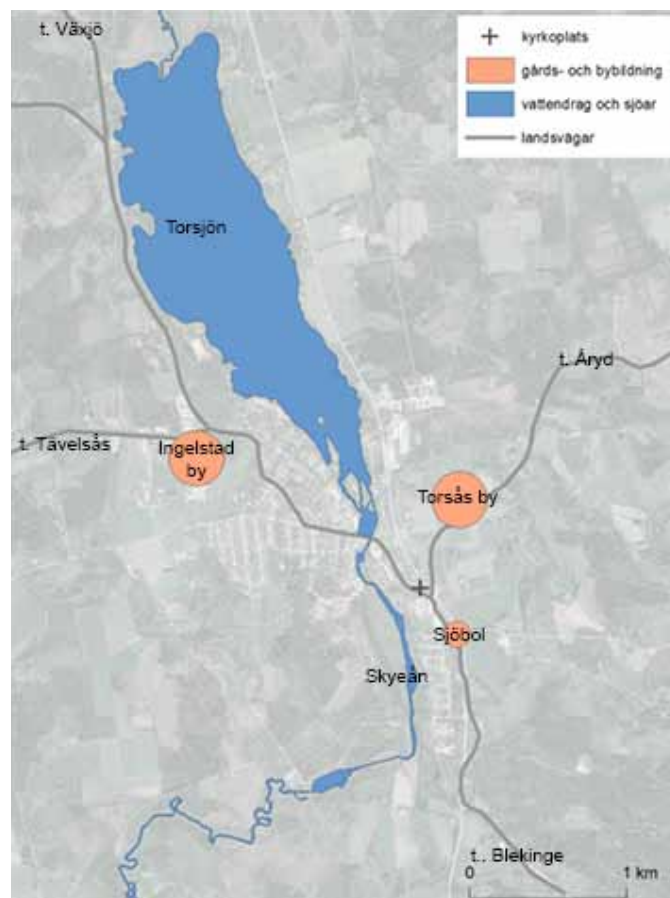 t. Växjö
kyrkoplats
gårds- och bybildning
vattendrag och sjöar
landsvägar
Torsjön
t. Åryd
t. Tävelsås
Ingelstad
by
Torsås by
Sjöbol
Skyeån
t.. Blekinge
0 1 km